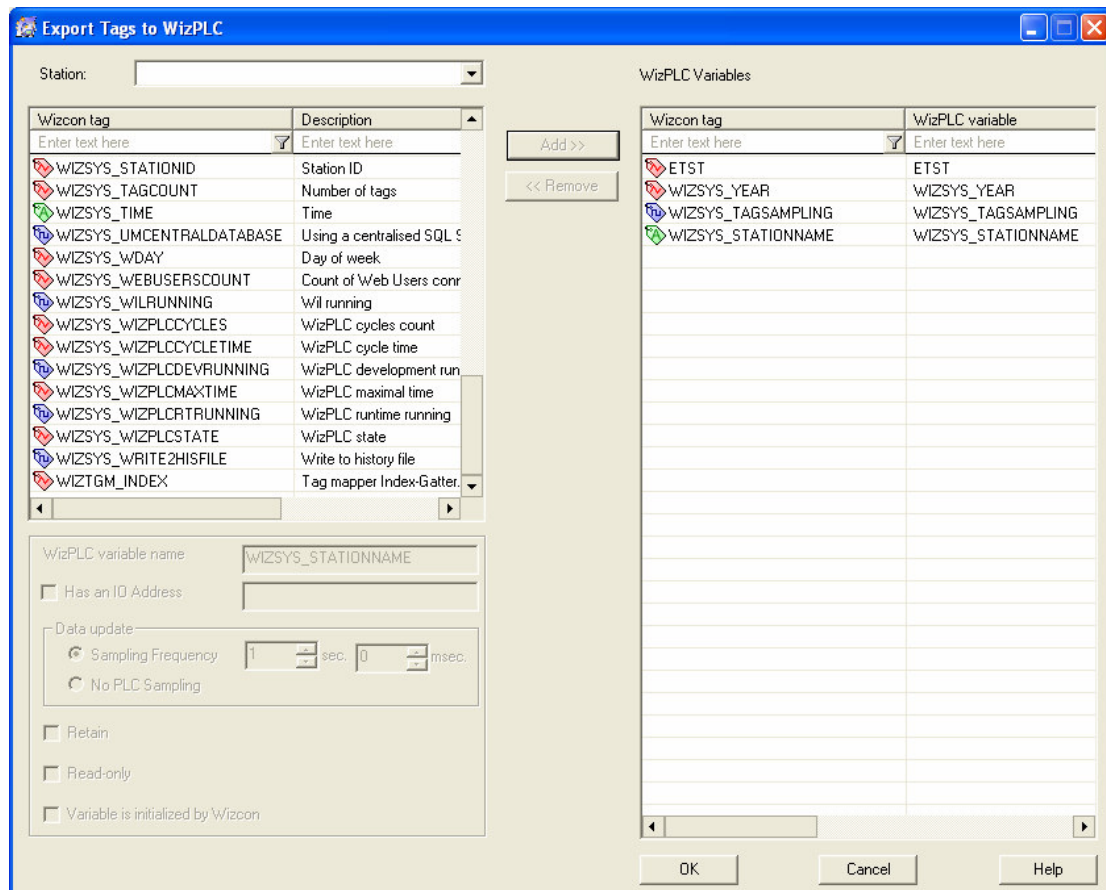 Export Tags to WizPLC
Station:
WizPLC Variables
Wizcon tag Description
Enter text here Enter text here
WIZSYS_STATIONID Station ID
WIZSYS_TAGCOUNT Number of tags
WIZSYS_TIME Time
WIZSYS_UMCENTRALDATABASE Using a centralised SQL S
WIZSYS_WDAY Day of week
WIZSYS_WEBUSERSCOUNT Count of Web Users conr
WIZSYS_WILRUNNING Wil running
WIZSYS_WIZPLCCYCLES WizPLC cycles count
WIZSYS_WIZPLCCYCLETIME WizPLC cycle time
WIZSYS_WIZPLCDEVRUNNING WizPLC development run
WIZSYS_WIZPLCMAXTIME WizPLC maximal time
WIZSYS_WIZPLCRTRUNNING WizPLC runtime running
WIZSYS_WIZPLCSTATE WizPLC state
WIZSYS_WRITE2HISFILE Write to history file
WIZTGM_INDEX Tag mapper Index-Gatter.
Add >>
<< Remove
Wizcon tag WizPLC variable
Enter text here Enter text here
ETST ETST
WIZSYS_YEAR WIZSYS_YEAR
WIZSYS_TAGSAMPLING WIZSYS_TAGSAMPLING
WIZSYS_STATIONNAME WIZSYS_STATIONNAME
WizPLC variable name WIZSYS_STATIONNAME
Has an IO Address
Data update
Sampling Frequency 1 sec. 0 msec.
No PLC Sampling
Retain
Read-only
Variable is initialized by Wizcon
OK Cancel Help